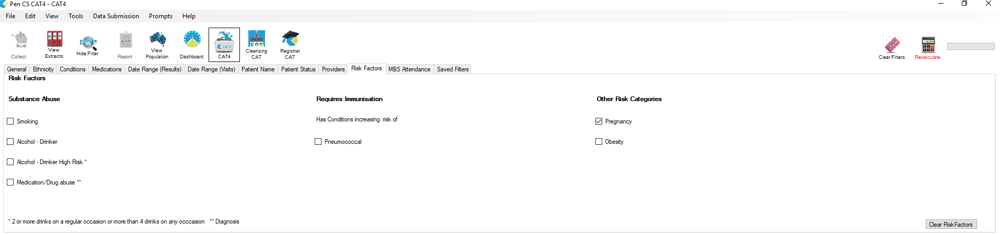 Pen CS CAT4 - CAT4
File Edit View Tools Data Submission Prompts Help
Collect
View Extracts
Hide Filter
Report
View Population
Dashboard
CAT 4
CAT4
Cleansing CAT
Registrar CAT
Clear Filters
Recalculate
General Ethnicity Conditions Medications Date Range (Results) Date Range (Visits) Patient Name Patient Status Providers Risk Factors MBS Attendance Saved Filters
Risk Factors
Substance Abuse
Smoking
Alcohol - Drinker
Alcohol - Drinker High Risk *
Medication/Drug abuse **
Requires Immunisation
Has Conditions increasing risk of
Pneumococcal
Other Risk Categories
Pregnancy
Obesity
* 2 or more drinks on a regular occasion or more than 4 drinks on any occcasion ** Diagnosis
Clear RiskFactors